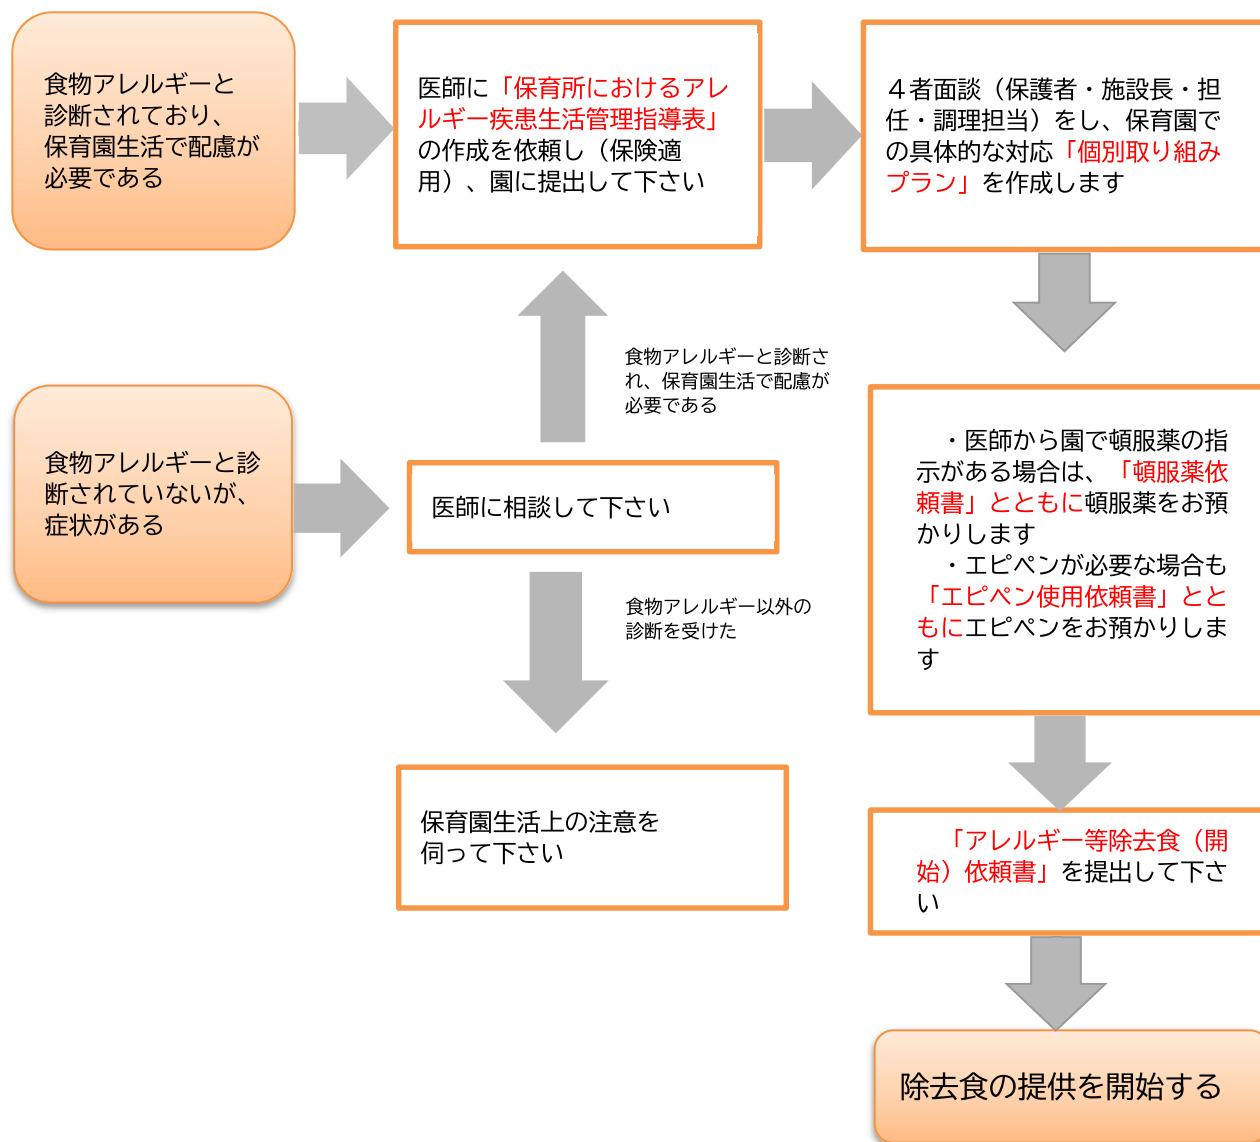 食物アレルギーと
診断されており、
保育園生活で配慮が
必要である
医師に「保育所におけるアレ
ルギー疾患生活管理指導表」
の作成を依頼し（保険適
用）、園に提出して下さい
４者面談（保護者・施設長・担
任・調理担当）をし、保育園で
の具体的な対応「個別取り組み
プラン」を作成します
食物アレルギーと診断さ
れ、保育園生活で配慮が
必要である
食物アレルギーと診
断されていないが、
症状がある
医師に相談して下さい
食物アレルギー以外の
診断を受けた
保育園生活上の注意を
伺って下さい
・医師から園で頓服薬の指
示がある場合は、「頓服薬依
頼書」とともに頓服薬をお預
かりします
・エピペンが必要な場合も
「エピペン使用依頼書」とと
もにエピペンをお預かりしま
す
「アレルギー等除去食（開
始）依頼書」を提出して下さ
い
除去食の提供を開始する